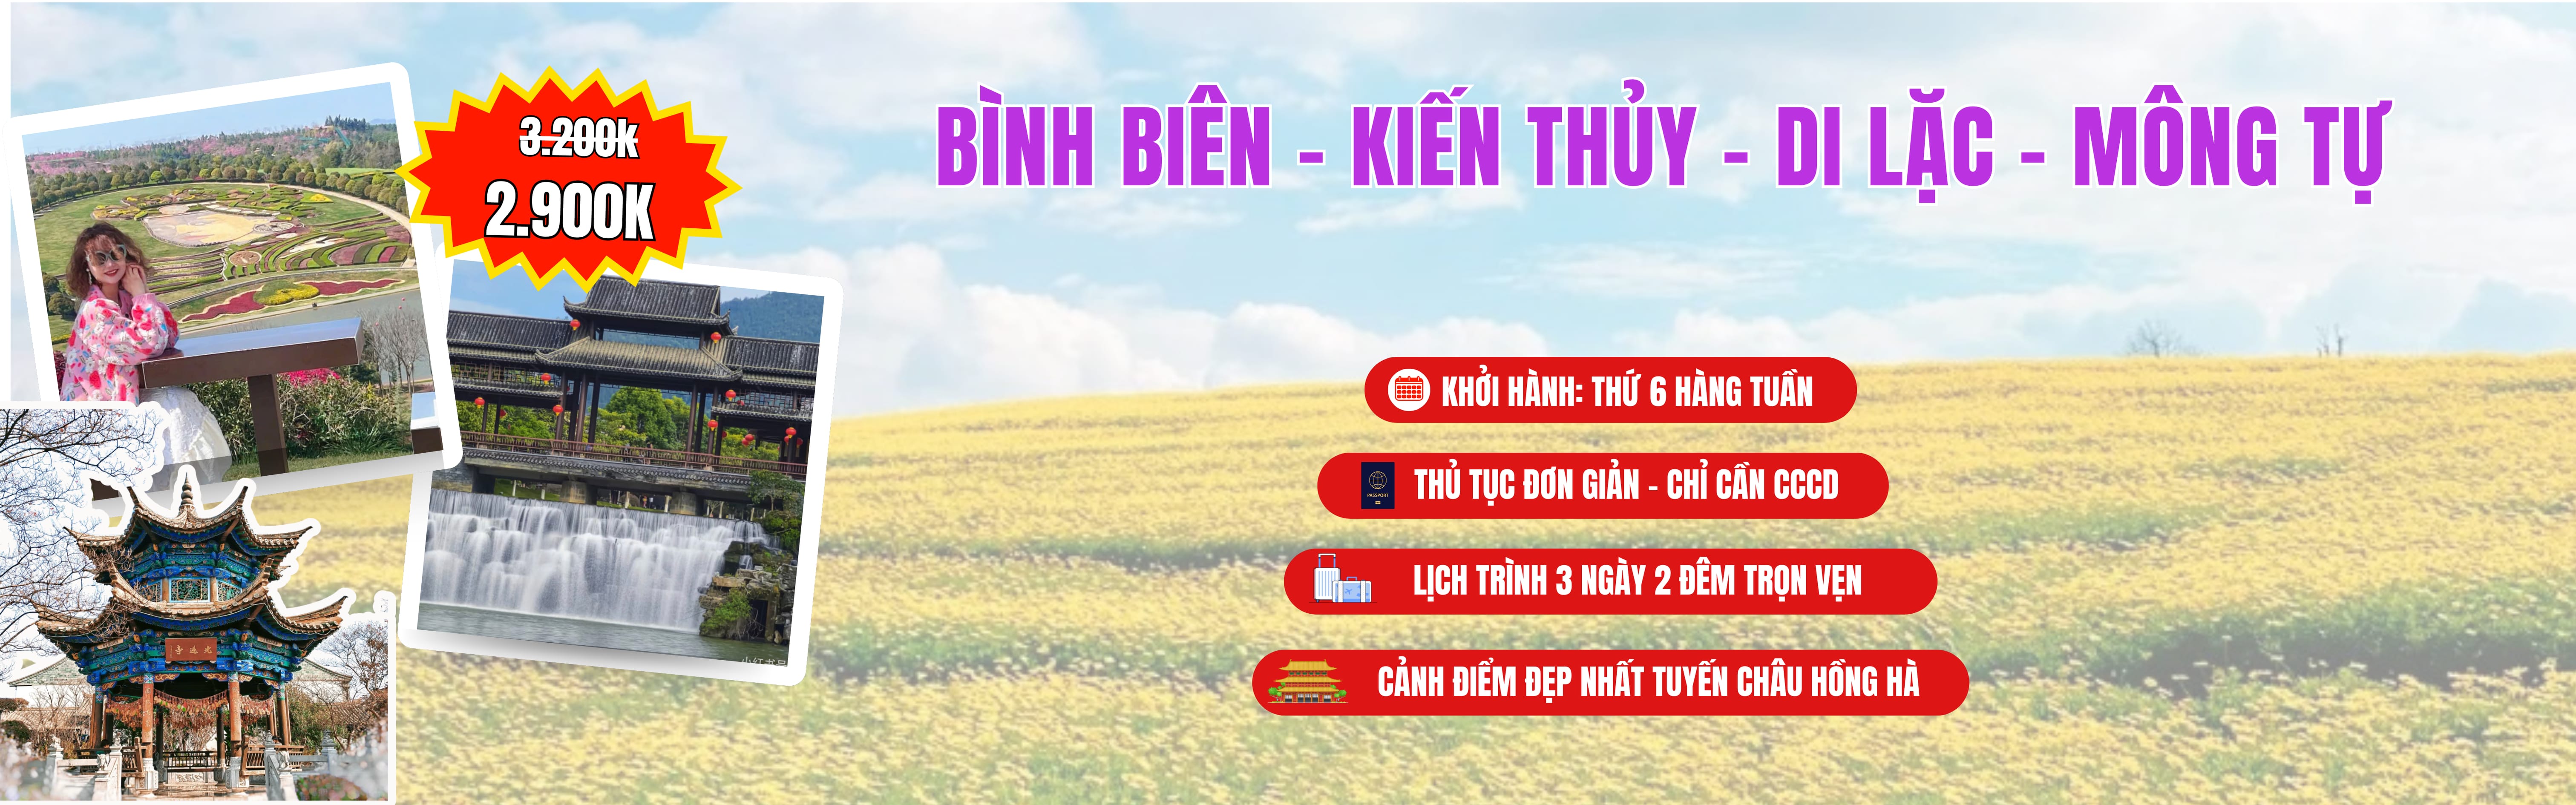 3.200k
2.900K
BÌNH BIÊN - KIẾN THỦY - DI LẶC - MÔNG TỰ
KHỞI HÀNH: THỨ 6 HÀNG TUẦN
PASSPORT
THỦ TỤC ĐƠN GIẢN - CHỈ CẦN CCCD
LỊCH TRÌNH 3 NGÀY 2 ĐÊM TRỌN VẸN
CẢNH ĐIỂM ĐẸP NHẤT TUYẾN CHÂU HỒNG HÀ